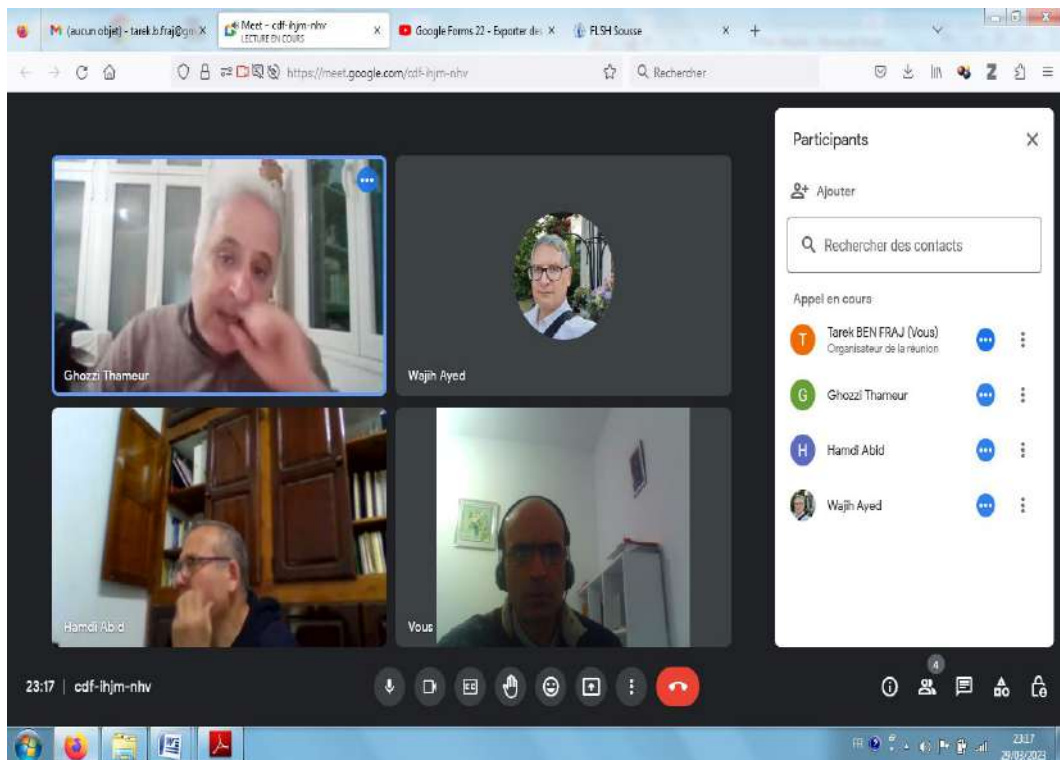 (aucun objet) - tarek.b.fraj@gm
Meet - cdf-ihjm-nhv
LECTURE EN COURS
Google Forms 22 - Exporter des
FLSH Sousse
https://meet.google.com/cdf-ihjm-nhv
Rechercher
Participants
Ajouter
Rechercher des contacts
Appel en cours
T
Tarek BEN FRAJ (Vous)
Organisateur de la réunion
G
Ghozzi Thameur
H
Hamdi Abid
Wajih Ayed
Ghozzi Thameur
Wajih Ayed
Hamdi Abid
Vous
23:17 | cdf-ihjm-nhv
CC
4
FR
23:17
29/03/2023